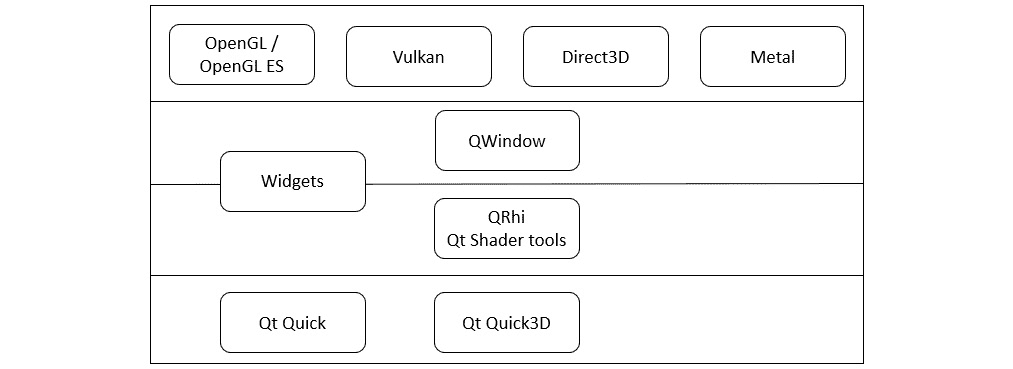 OpenGL /
OpenGL ES
Vulkan
Direct3D
Metal
QWindow
Widgets
QRhi
Qt Shader tools
Qt Quick
Qt Quick3D